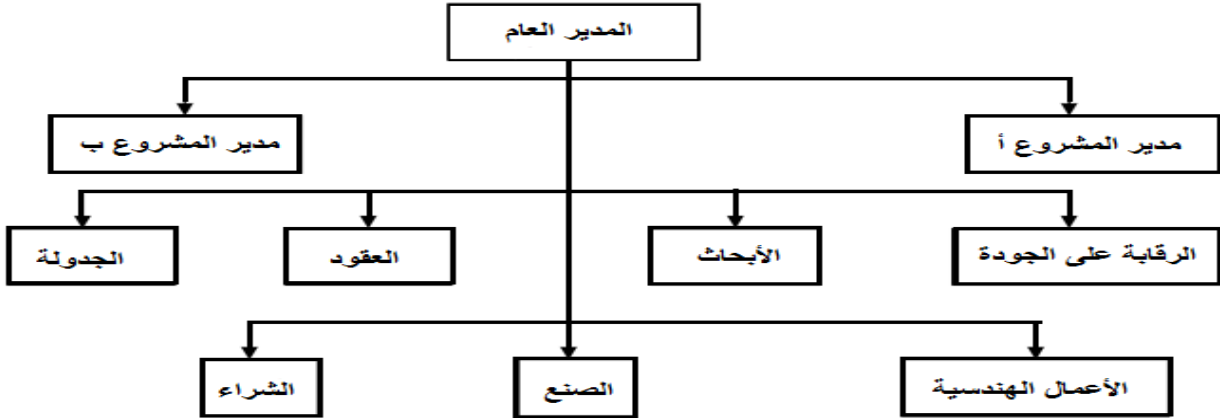 المدير العام
مدير المشروع أ
مدير المشروع ب
الرقابة على الجودة
الأبحاث
العقود
الجدولة
الأعمال الهندسية
الصنع
الشراء